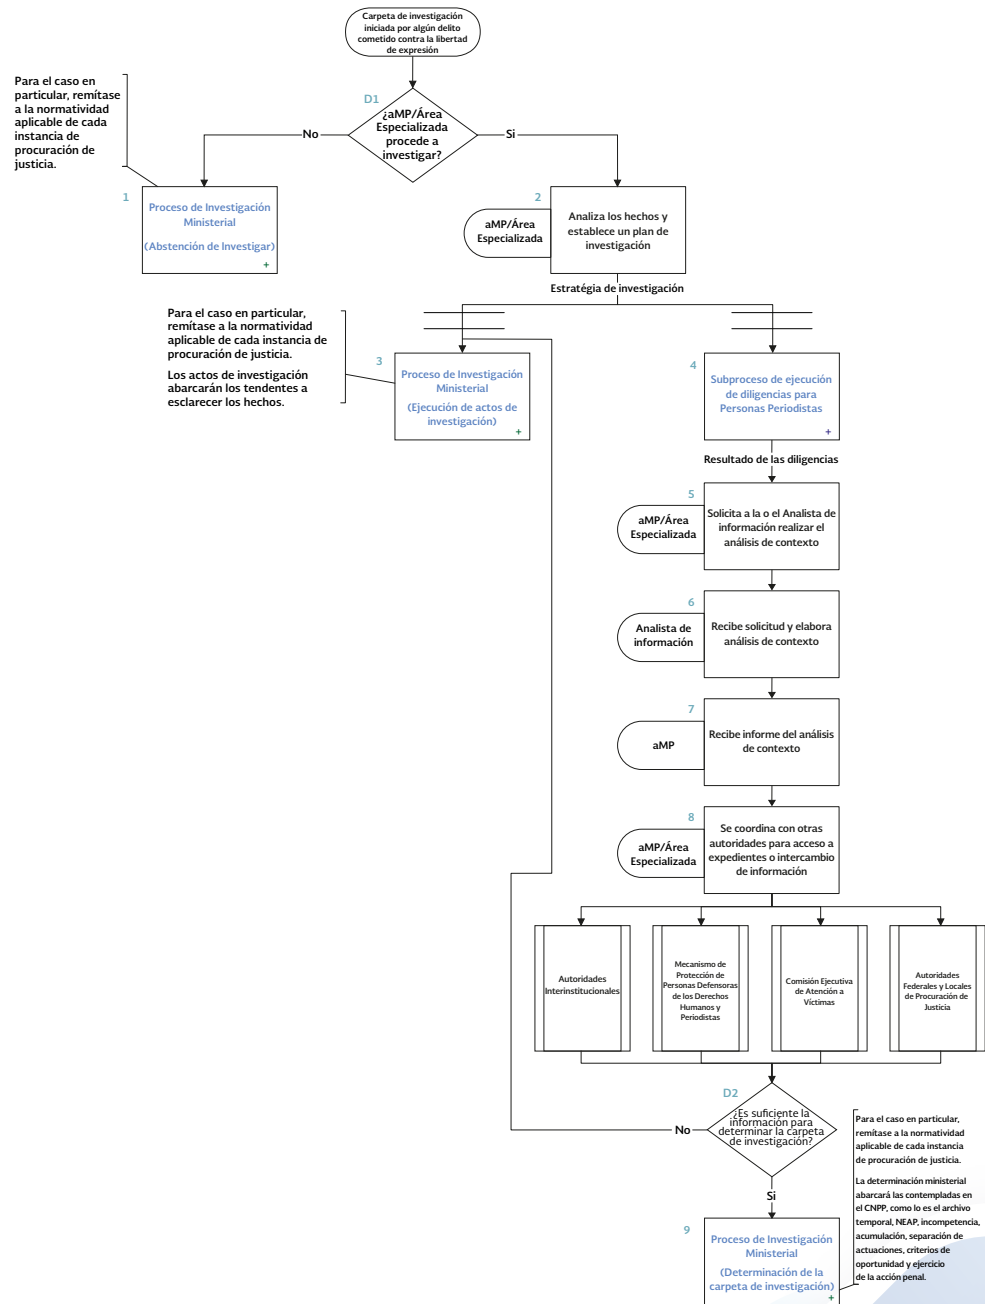 Carpeta de investigación
iniciada por algún delito
cometido contra la libertad
de expresión
Para el caso en
particular, remítase
a la normatividad
aplicable de cada
instancia de
procuración de
justicia.
D1
¿aMP/Área
Especializada
procede a
investigar?
No
Si
1
Proceso de Investigación
Ministerial
(Abstención de Investigar)
+
2
aMP/Área
Especializada
Analiza los hechos y
establece un plan de
investigación
Estratégia de investigación
Para el caso en particular,
remítase a la normatividad
aplicable de cada instancia de
procuración de justicia.
Los actos de investigación
abarcarán los tendentes a
esclarecer los hechos.
3
Proceso de Investigación
Ministerial
(Ejecución de actos de
investigación)
+
4
Subproceso de ejecución
de diligencias para
Personas Periodistas
+
Resultado de las diligencias
5
aMP/Área
Especializada
Solicita a la o el Analista de
información realizar el
análisis de contexto
6
Analista de
información
Recibe solicitud y elabora
análisis de contexto
7
aMP
Recibe informe del análisis
de contexto
8
aMP/Área
Especializada
Se coordina con otras
autoridades para acceso a
expedientes o intercambio
de información
Autoridades
Interinstitucionales
Mecanismo de
Protección de
Personas Defensoras
de los Derechos
Humanos y
Periodistas
Comisión Ejecutiva
de Atención a
Víctimas
Autoridades
Federales y Locales
de Procuración de
Justicia
D2
¿Es suficiente la
información para
determinar la carpeta
de investigación?
No
Si
Para el caso en particular,
remítase a la normatividad
aplicable de cada instancia
de procuración de justicia.
La determinación ministerial
abarcará las contempladas en
el CNPP, como lo es el archivo
temporal, NEAP, incompetencia,
acumulación, separación de
actuaciones, criterios de
oportunidad y ejercicio
de la acción penal.
9
Proceso de Investigación
Ministerial
(Determinación de la
carpeta de investigación)
+